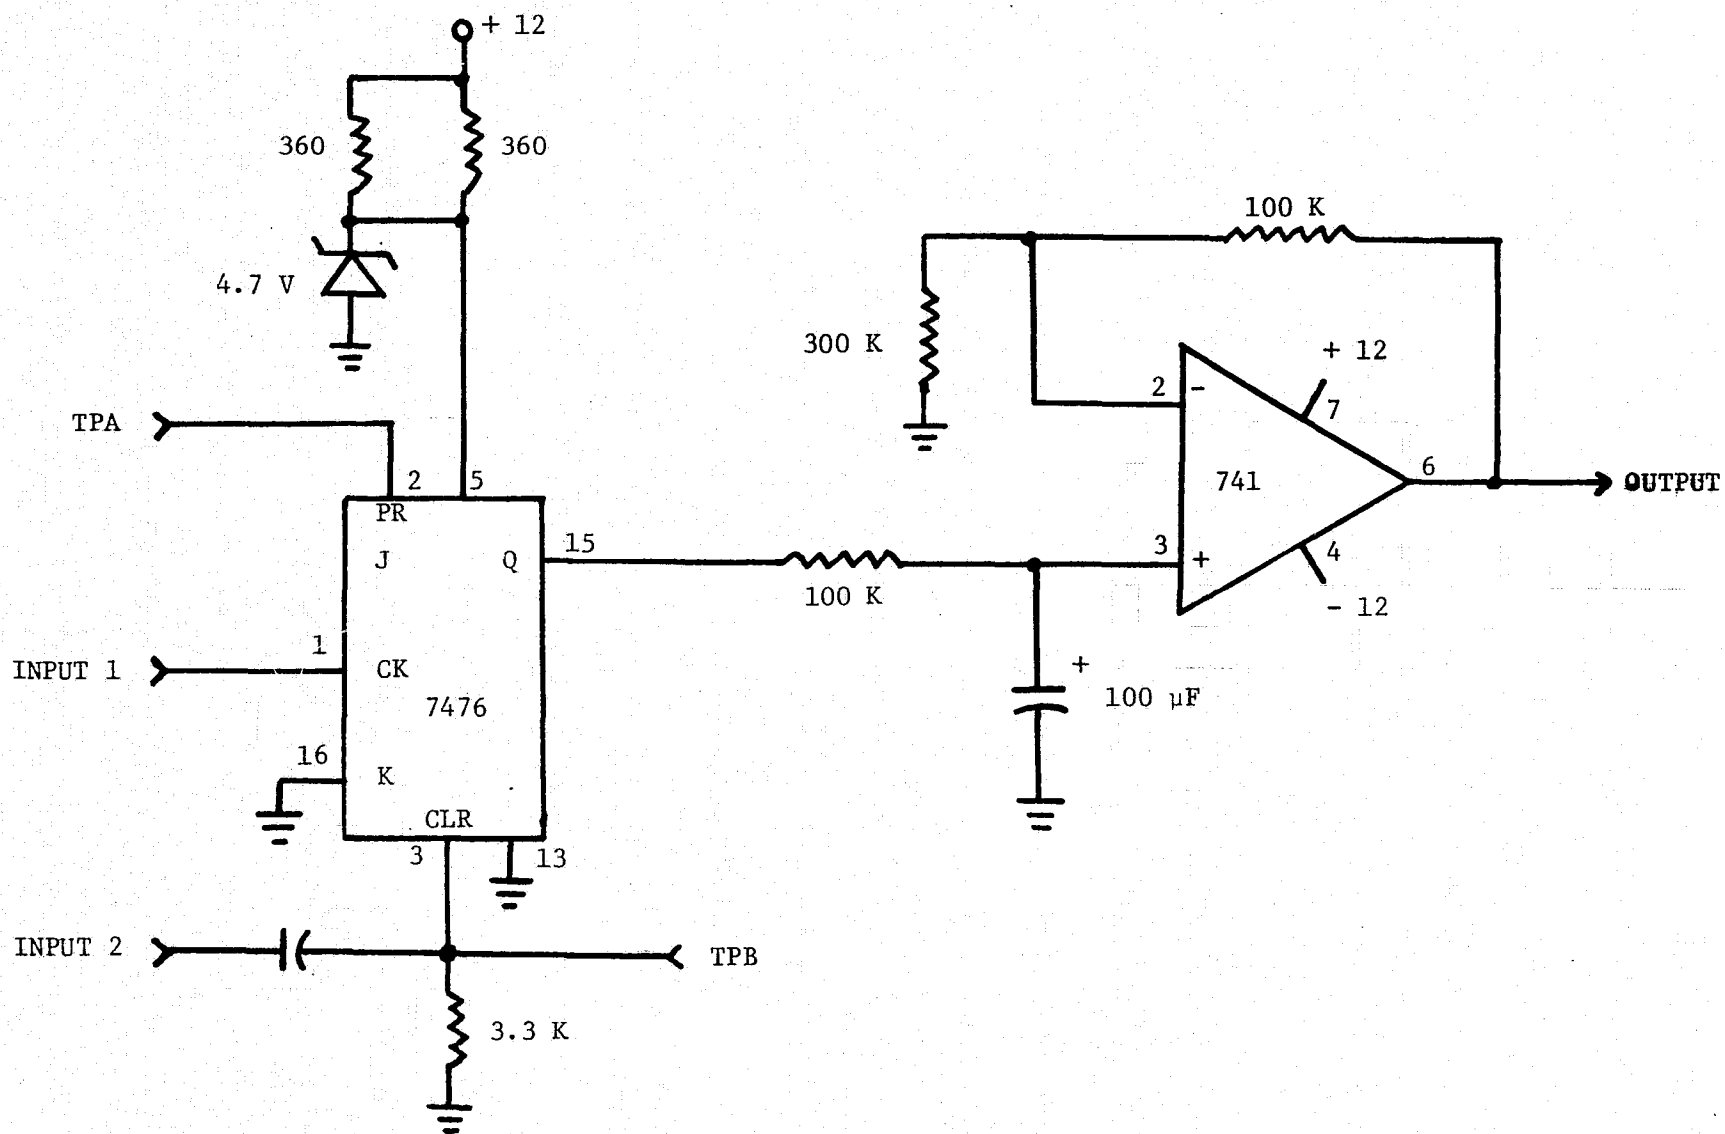 + 12
360
360
4.7 V
TPA
2
5
PR
J
Q
15
INPUT 1
1
CK
7476
16
K
CLR
3
13
INPUT 2
TPB
3.3 K
100 K
300 K
2
-
+ 12
7
741
6
OUTPUT
3
+
4
- 12
100 K
+
100 µF